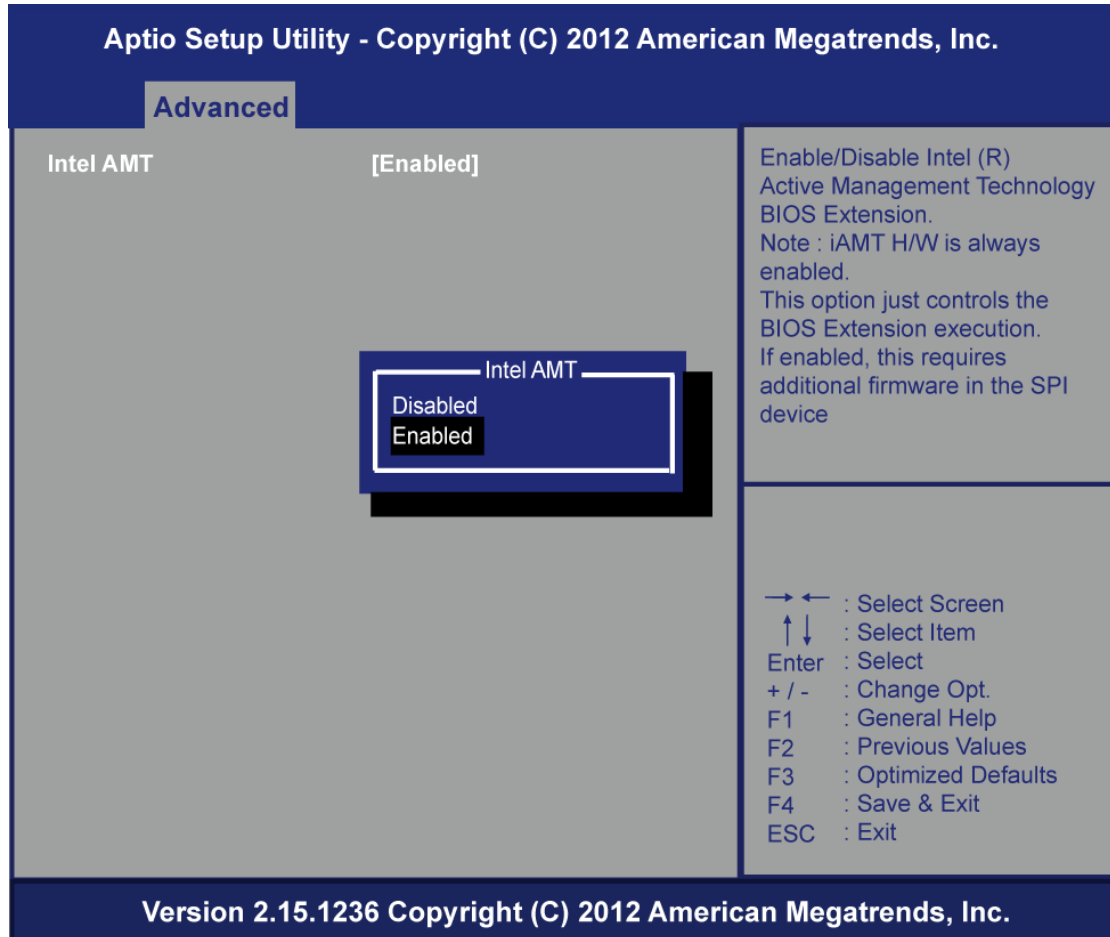 Aptio Setup Utility - Copyright (C) 2012 American Megatrends, Inc.
Advanced
Intel AMT [Enabled]
Intel AMT
Disabled
Enabled
Enable/Disable Intel (R)
Active Management Technology
BIOS Extension.
Note : iAMT H/W is always
enabled.
This option just controls the
BIOS Extension execution.
If enabled, this requires
additional firmware in the SPI
device
→ ← : Select Screen
↑ ↓ : Select Item
Enter : Select
+ / - : Change Opt.
F1 : General Help
F2 : Previous Values
F3 : Optimized Defaults
F4 : Save & Exit
ESC : Exit
Version 2.15.1236 Copyright (C) 2012 American Megatrends, Inc.